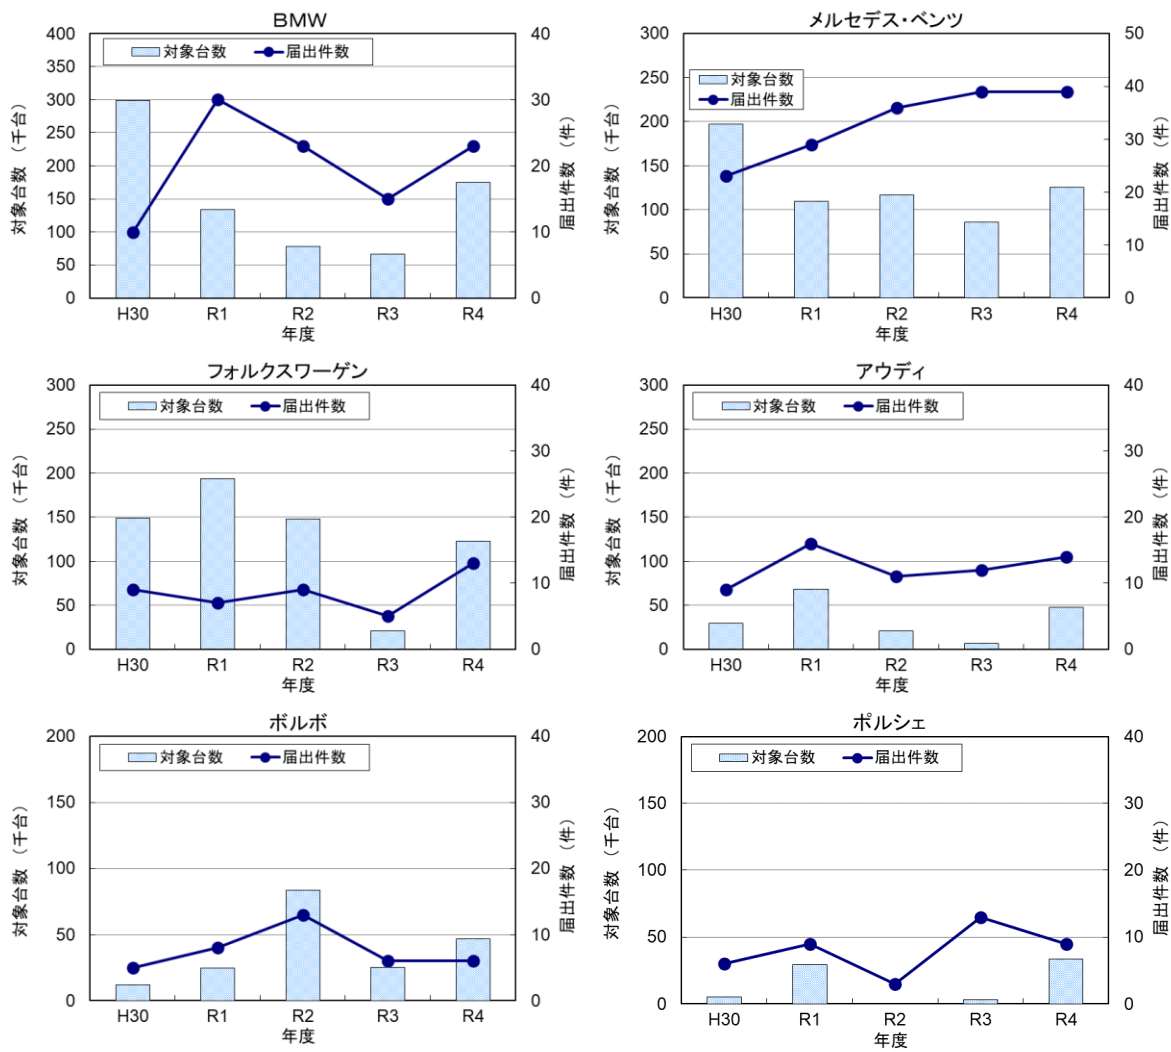 BMW
対象台数
届出件数
400
350
300
250
200
150
100
50
0
40
30
20
10
0
対象台数（千台）
届出件数（件）
H30 R1 R2 R3 R4
年度
メルセデス・ベンツ
対象台数
届出件数
300
250
200
150
100
50
0
50
40
30
20
10
0
対象台数（千台）
届出件数（件）
H30 R1 R2 R3 R4
年度
フォルクスワーゲン
対象台数
届出件数
300
250
200
150
100
50
0
40
30
20
10
0
対象台数（千台）
届出件数（件）
H30 R1 R2 R3 R4
年度
アウディ
対象台数
届出件数
300
250
200
150
100
50
0
40
30
20
10
0
対象台数（千台）
届出件数（件）
H30 R1 R2 R3 R4
年度
ボルボ
対象台数
届出件数
200
150
100
50
0
40
30
20
10
0
対象台数（千台）
届出件数（件）
H30 R1 R2 R3 R4
年度
ポルシェ
対象台数
届出件数
200
150
100
50
0
40
30
20
10
0
対象台数（千台）
届出件数（件）
H30 R1 R2 R3 R4
年度